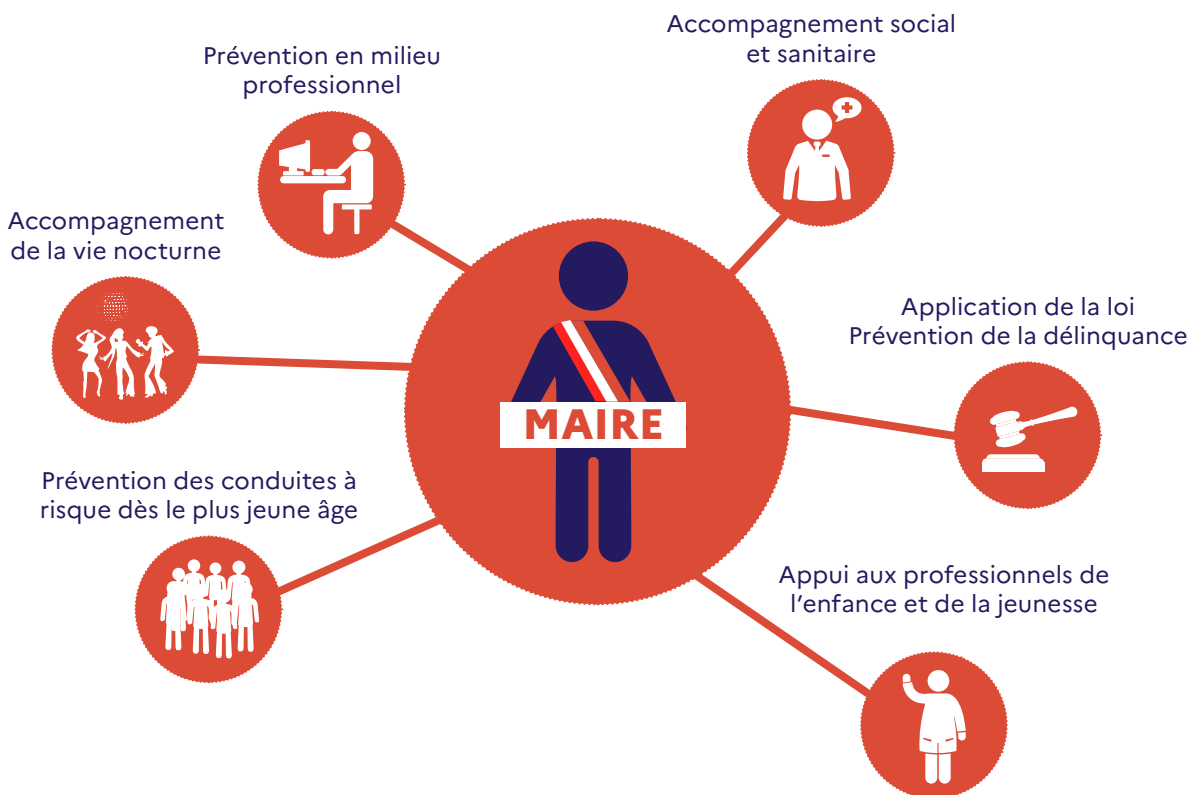 Accompagnement social
et sanitaire
Prévention en milieu
professionnel
Accompagnement
de la vie nocturne
Application de la loi
Prévention de la délinquance
MAIRE
Prévention des conduites à
risque dès le plus jeune âge
Appui aux professionnels de
l’enfance et de la jeunesse